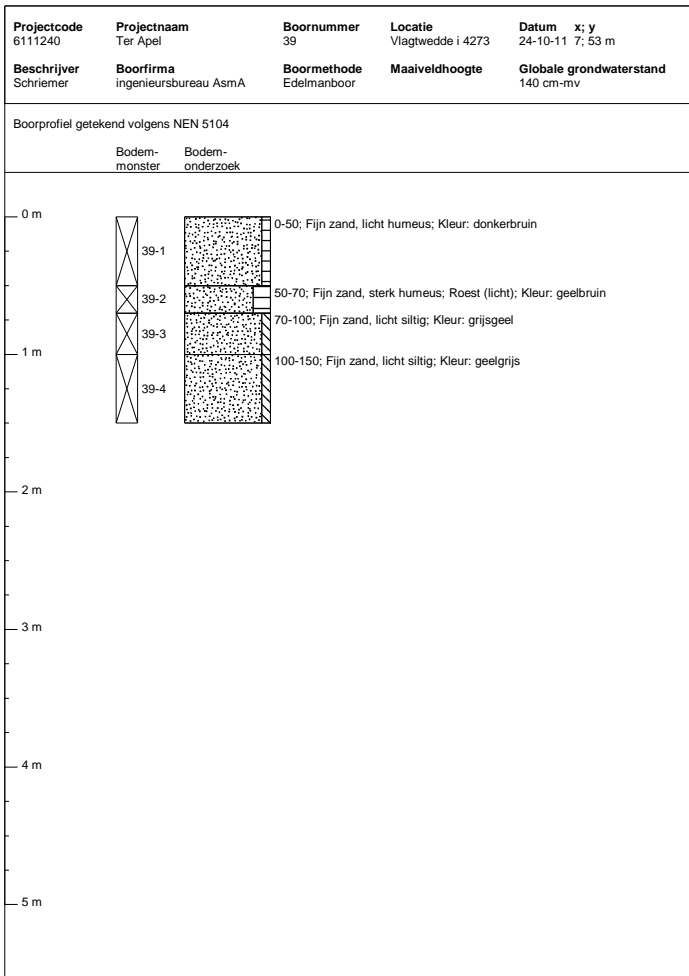 Projectcode Projectnaam Boornummer Locatie Datum x; y
6111240 Ter Apel 39 Vlagtwedde i 4273 24-10-11 7; 53 m
Beschrijver Boorfirma Boormethode Maaiveldhoogte Globale grondwaterstand
Schriemer ingenieursbureau AsmA Edelmanboor 140 cm-mv
Boorprofiel getekend volgens NEN 5104
Bodem- Bodem-
monster onderzoek
0 m
0-50; Fijn zand, licht humeus; Kleur: donkerbruin
39-1
50-70; Fijn zand, sterk humeus; Roest (licht); Kleur: geelbruin
39-2
70-100; Fijn zand, licht siltig; Kleur: grijsgeel
39-3
1 m
100-150; Fijn zand, licht siltig; Kleur: geelgrijs
39-4
2 m
3 m
4 m
5 m